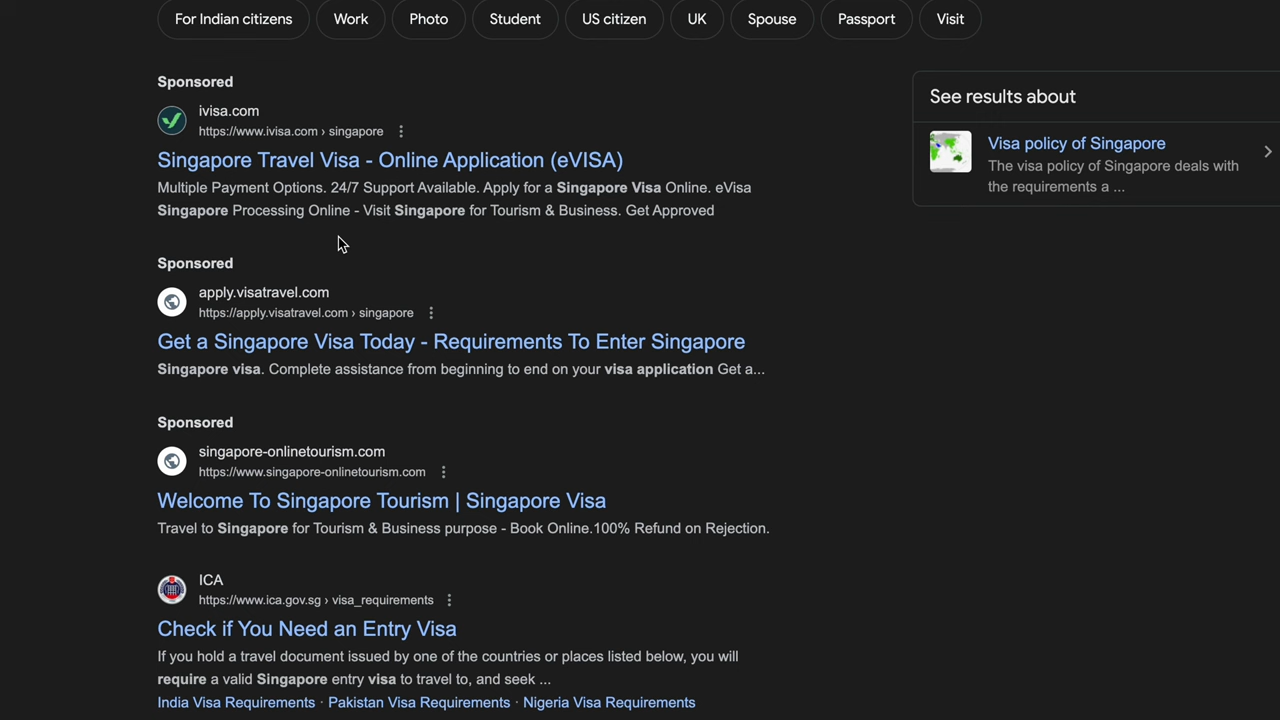 For Indian citizens Work Photo Student US citizen UK Spouse Passport Visit
Sponsored
ivisa.com
https://www.ivisa.com › singapore
Singapore Travel Visa - Online Application (eVISA)
Multiple Payment Options. 24/7 Support Available. Apply for a Singapore Visa Online. eVisa
Singapore Processing Online - Visit Singapore for Tourism & Business. Get Approved
Sponsored
apply.visatravel.com
https://apply.visatravel.com › singapore
Get a Singapore Visa Today - Requirements To Enter Singapore
Singapore visa. Complete assistance from beginning to end on your visa application Get a...
Sponsored
singapore-onlinetourism.com
https://www.singapore-onlinetourism.com
Welcome To Singapore Tourism | Singapore Visa
Travel to Singapore for Tourism & Business purpose - Book Online.100% Refund on Rejection.
ICA
https://www.ica.gov.sg › visa_requirements
Check if You Need an Entry Visa
If you hold a travel document issued by one of the countries or places listed below, you will
require a valid Singapore entry visa to travel to, and seek ...
India Visa Requirements · Pakistan Visa Requirements · Nigeria Visa Requirements
See results about
Visa policy of Singapore
The visa policy of Singapore deals with
the requirements a ...